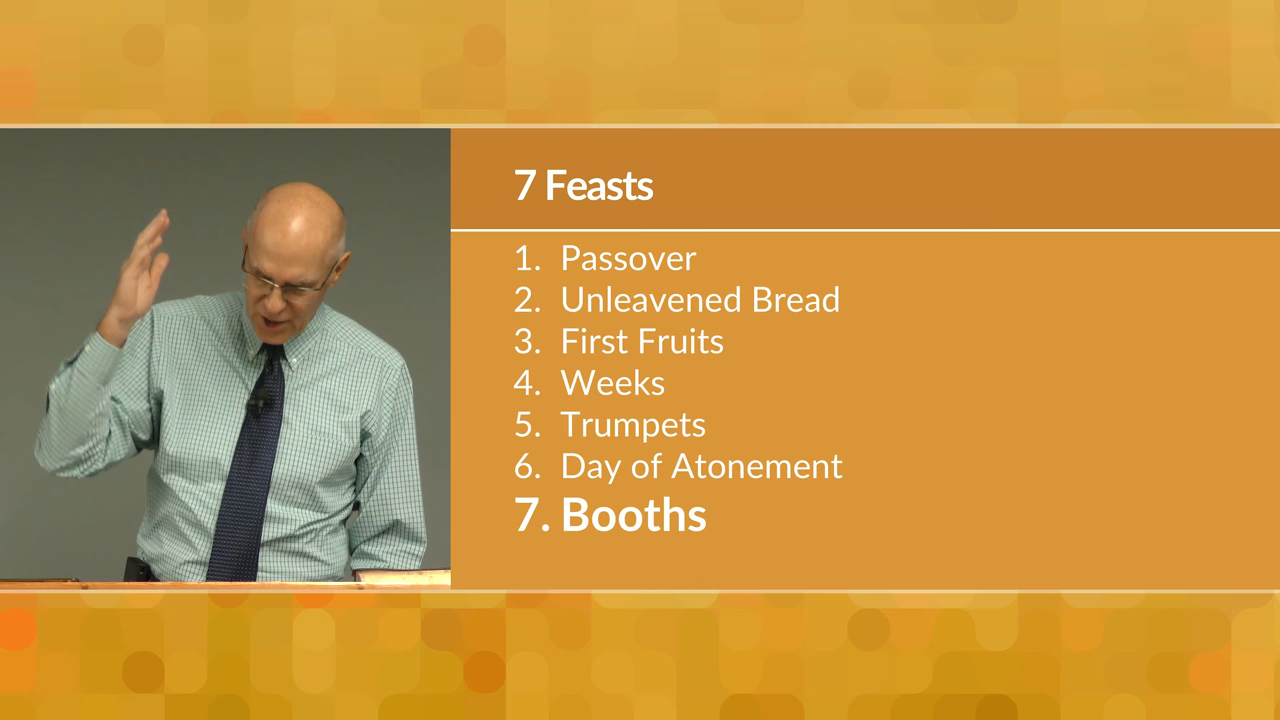 7 Feasts
1. Passover
2. Unleavened Bread
3. First Fruits
4. Weeks
5. Trumpets
6. Day of Atonement
7. Booths